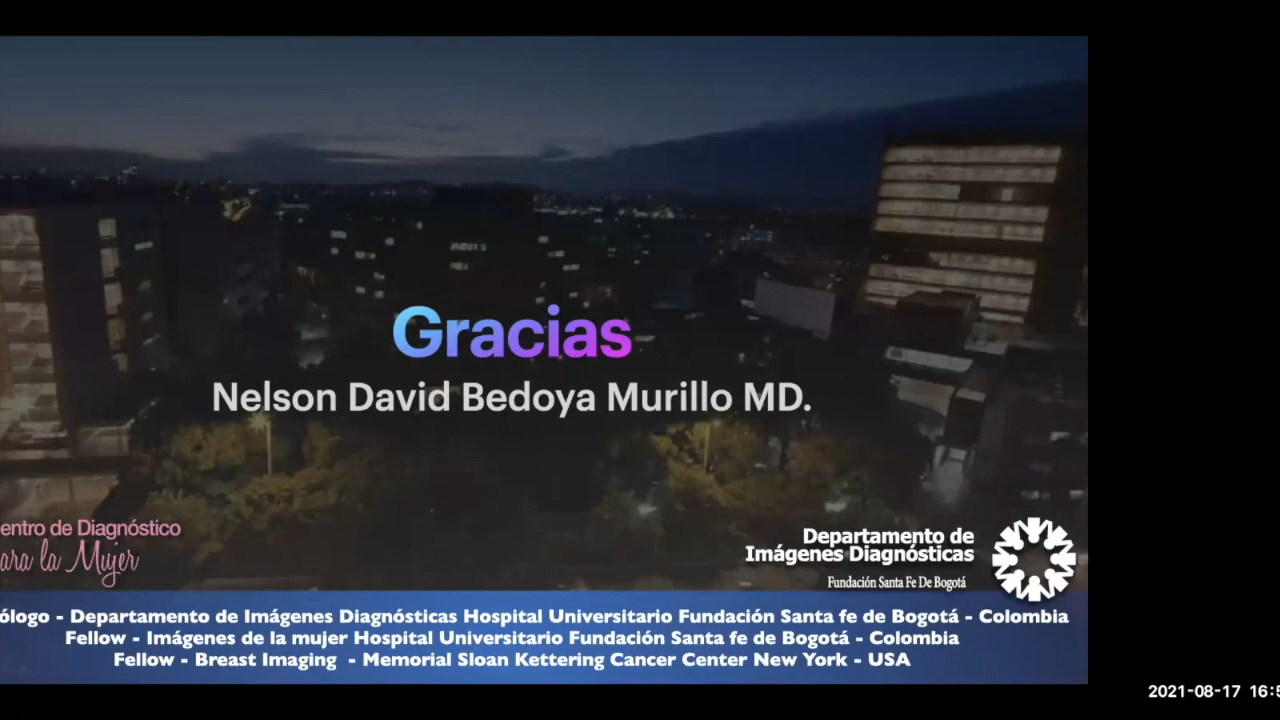 Gracias
Nelson David Bedoya Murillo MD.
entro de Diagnóstico
ara la Mujer
Departamento de
Imágenes Diagnósticas
Fundación Santa Fe De Bogotá
ólogo - Departamento de Imágenes Diagnósticas Hospital Universitario Fundación Santa fe de Bogotá - Colombia
Fellow - Imágenes de la mujer Hospital Universitario Fundación Santa fe de Bogotá - Colombia
Fellow - Breast Imaging - Memorial Sloan Kettering Cancer Center New York - USA
2021-08-17 16:5